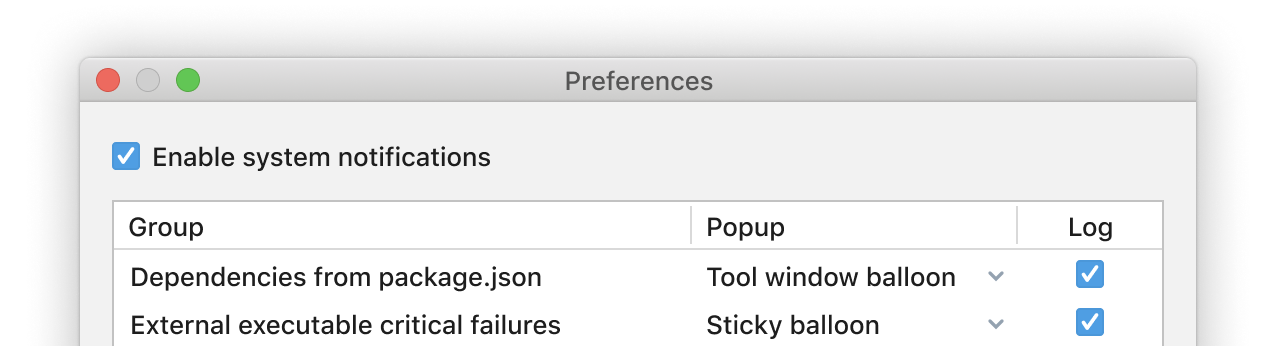 Preferences
Enable system notifications
Group Popup Log
Dependencies from package.json Tool window balloon
External executable critical failures Sticky balloon